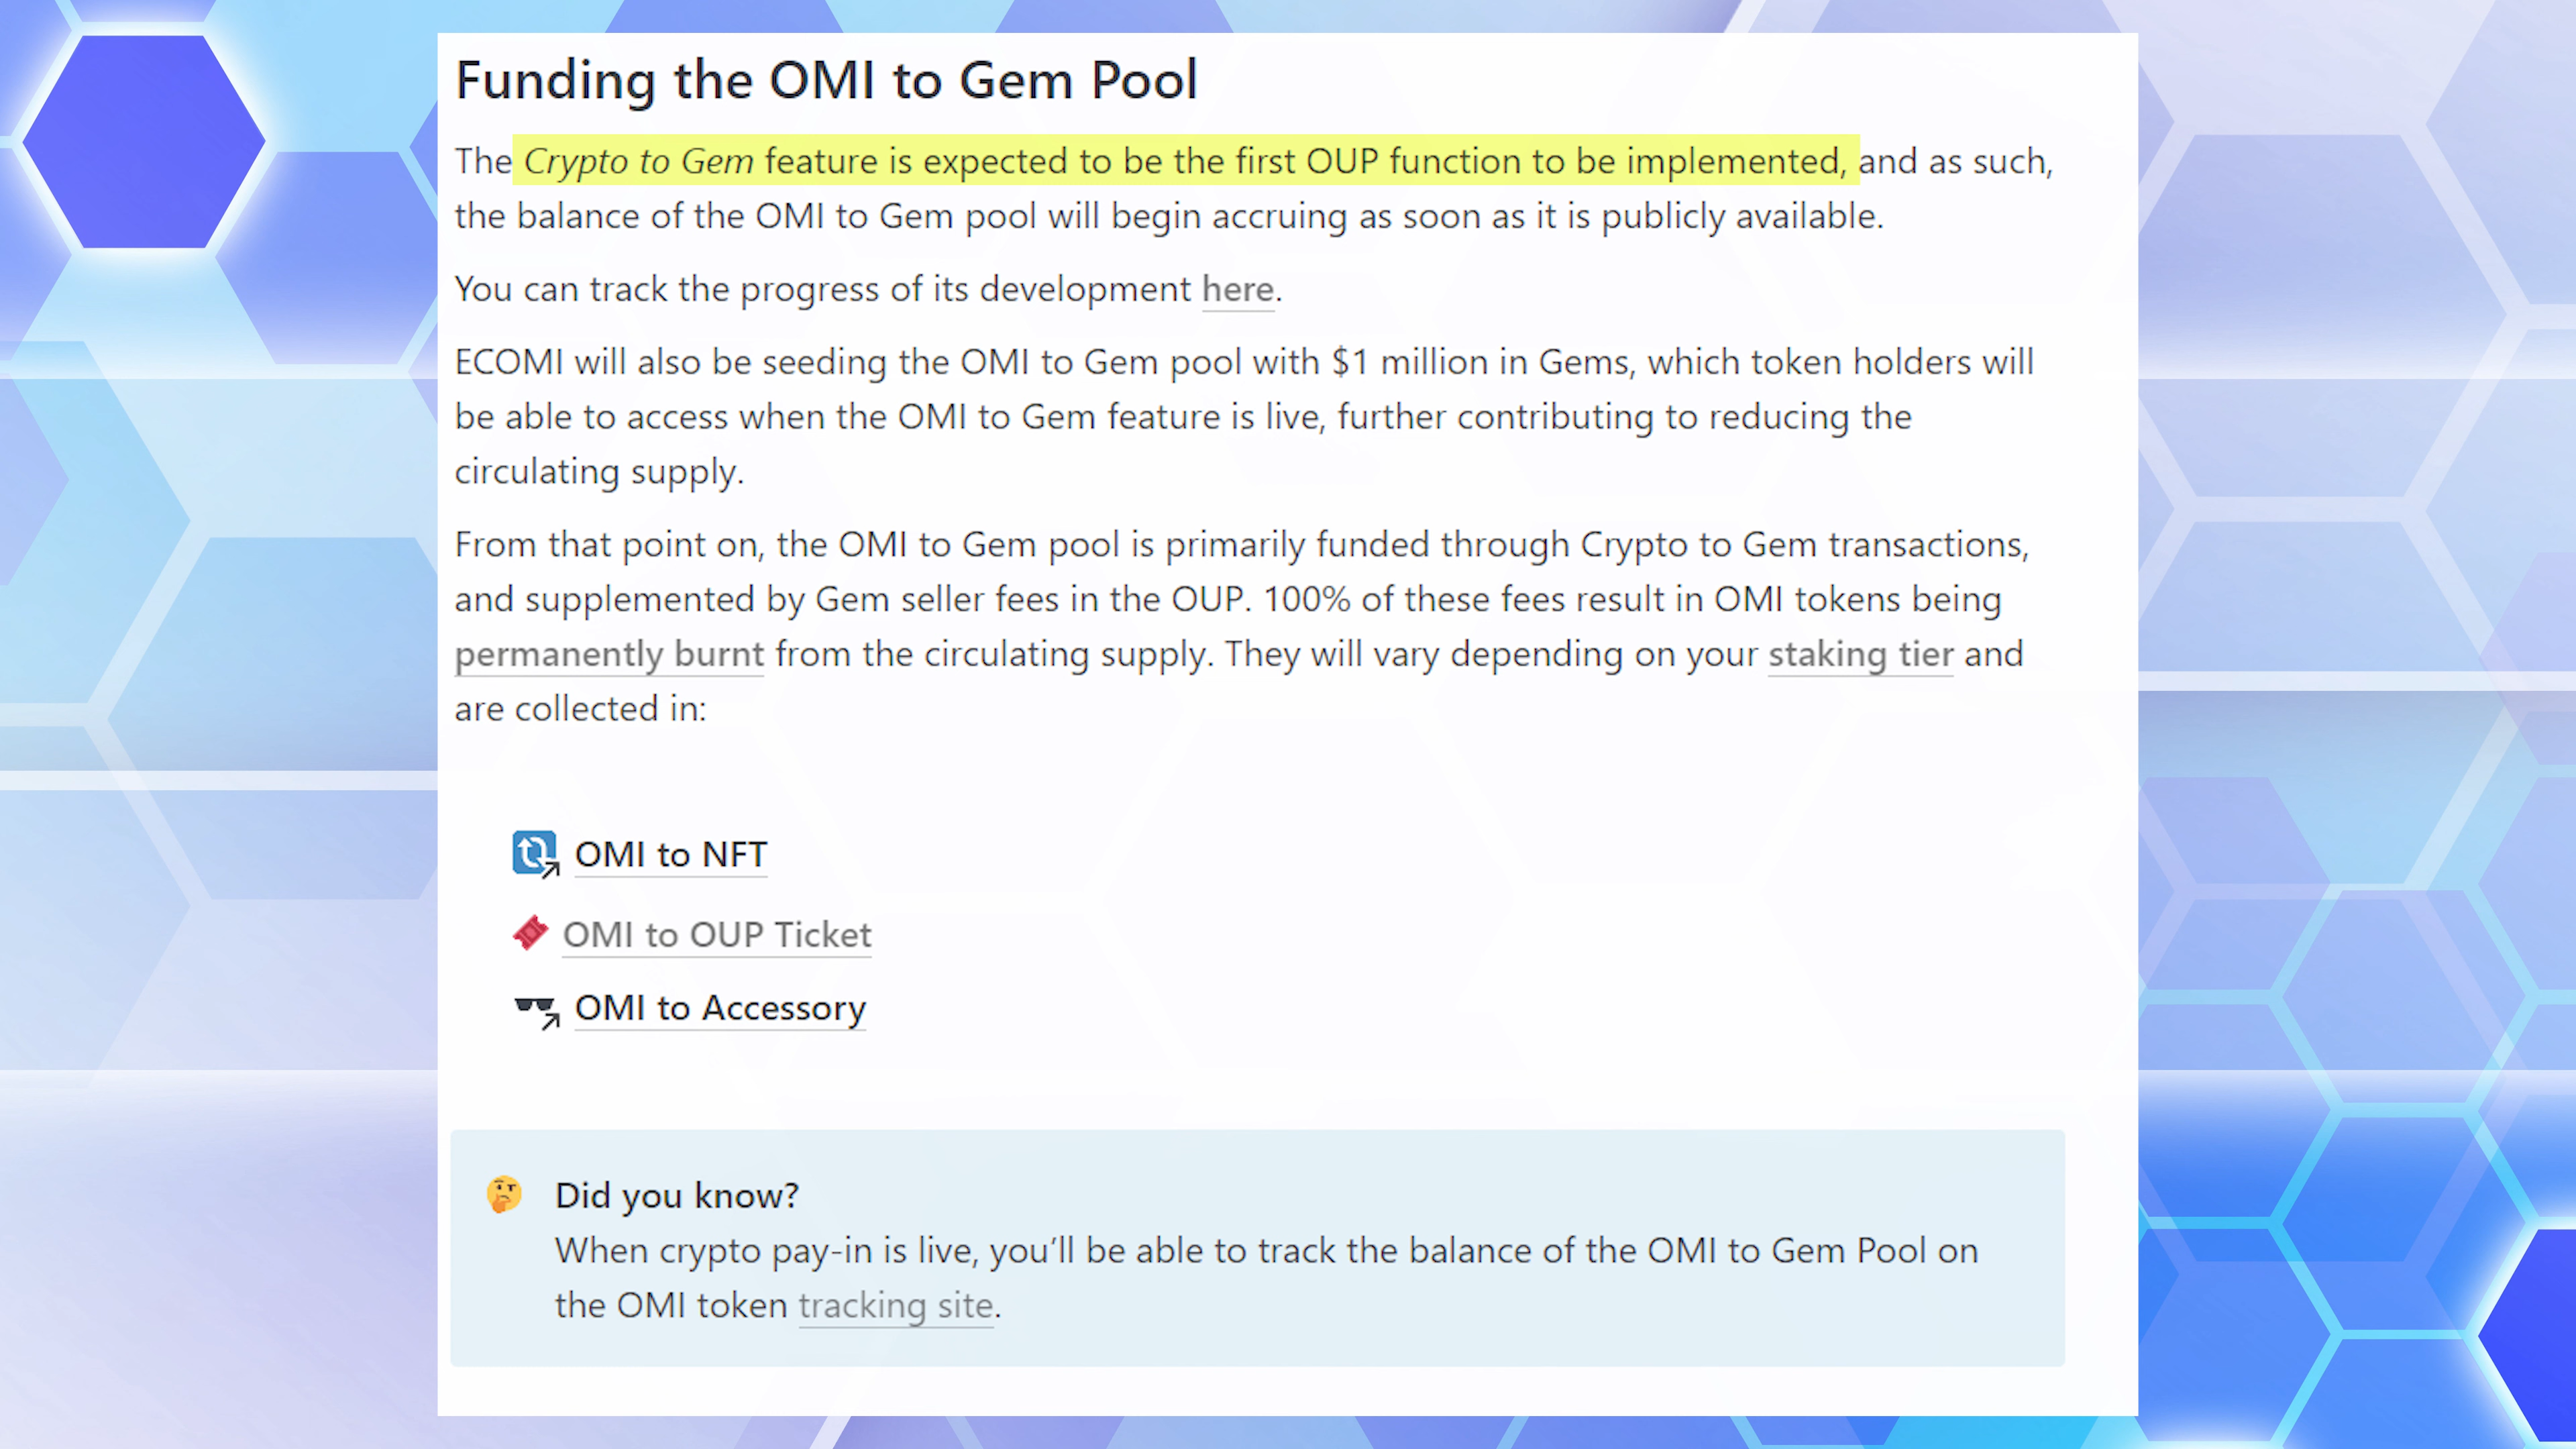 Funding the OMI to Gem Pool
The Crypto to Gem feature is expected to be the first OUP function to be implemented, and as such,
the balance of the OMI to Gem pool will begin accruing as soon as it is publicly available.
You can track the progress of its development here.
ECOMI will also be seeding the OMI to Gem pool with $1 million in Gems, which token holders will
be able to access when the OMI to Gem feature is live, further contributing to reducing the
circulating supply.
From that point on, the OMI to Gem pool is primarily funded through Crypto to Gem transactions,
and supplemented by Gem seller fees in the OUP. 100% of these fees result in OMI tokens being
permanently burnt from the circulating supply. They will vary depending on your staking tier and
are collected in:
OMI to NFT
OMI to OUP Ticket
OMI to Accessory
Did you know?
When crypto pay-in is live, you’ll be able to track the balance of the OMI to Gem Pool on
the OMI token tracking site.